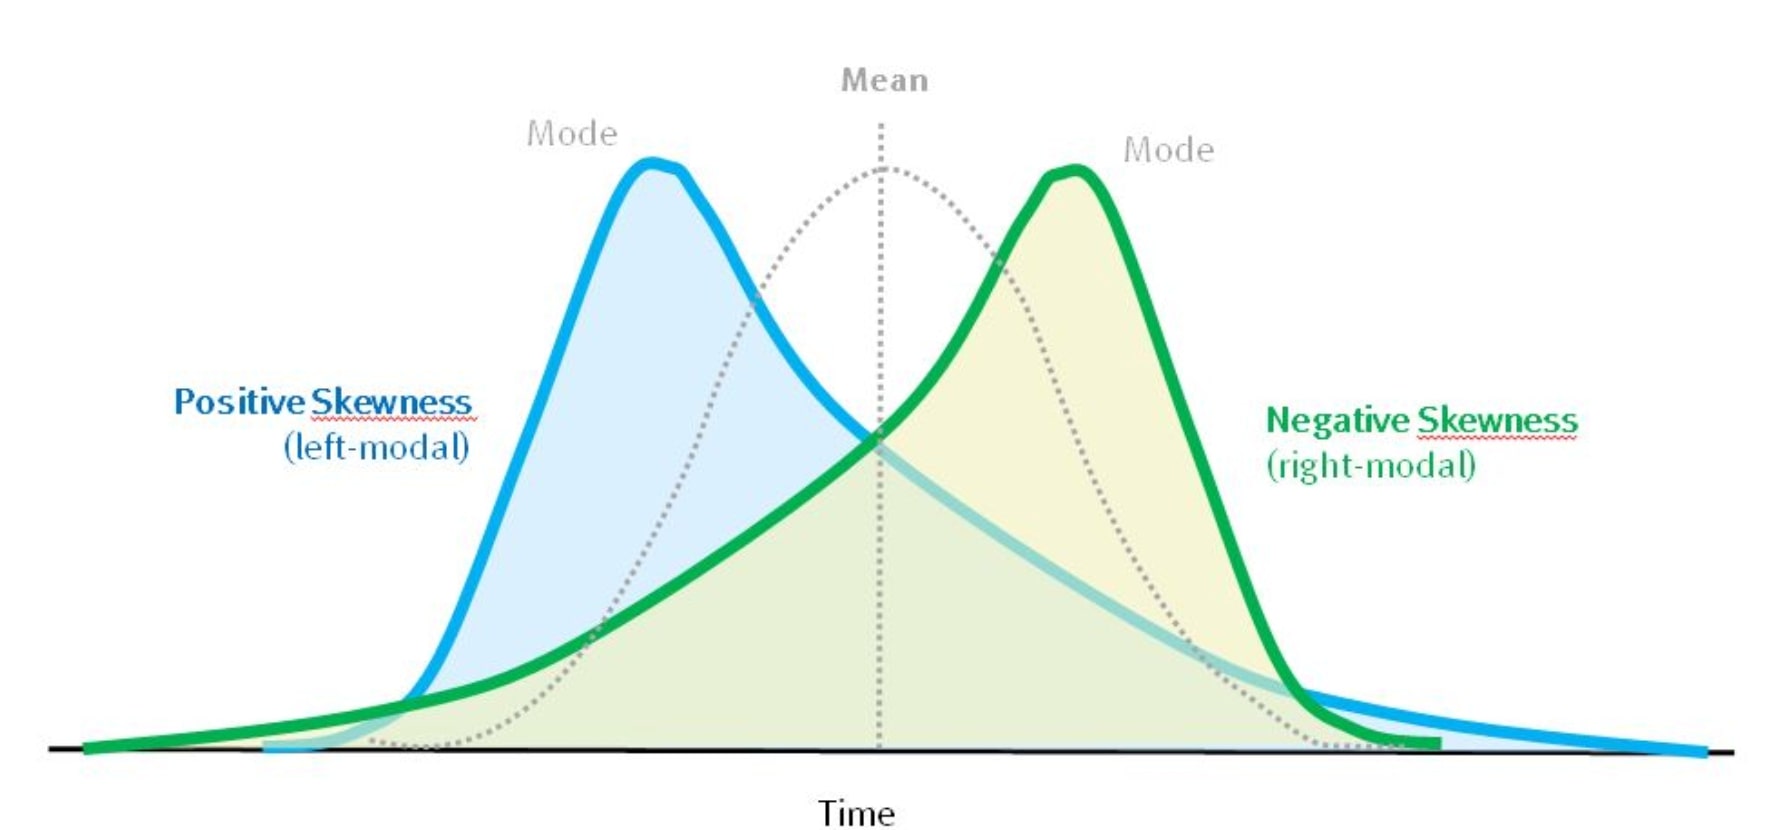 Mean
Mode
Mode
Positive Skewness
(left-modal)
Negative Skewness
(right-modal)
Time